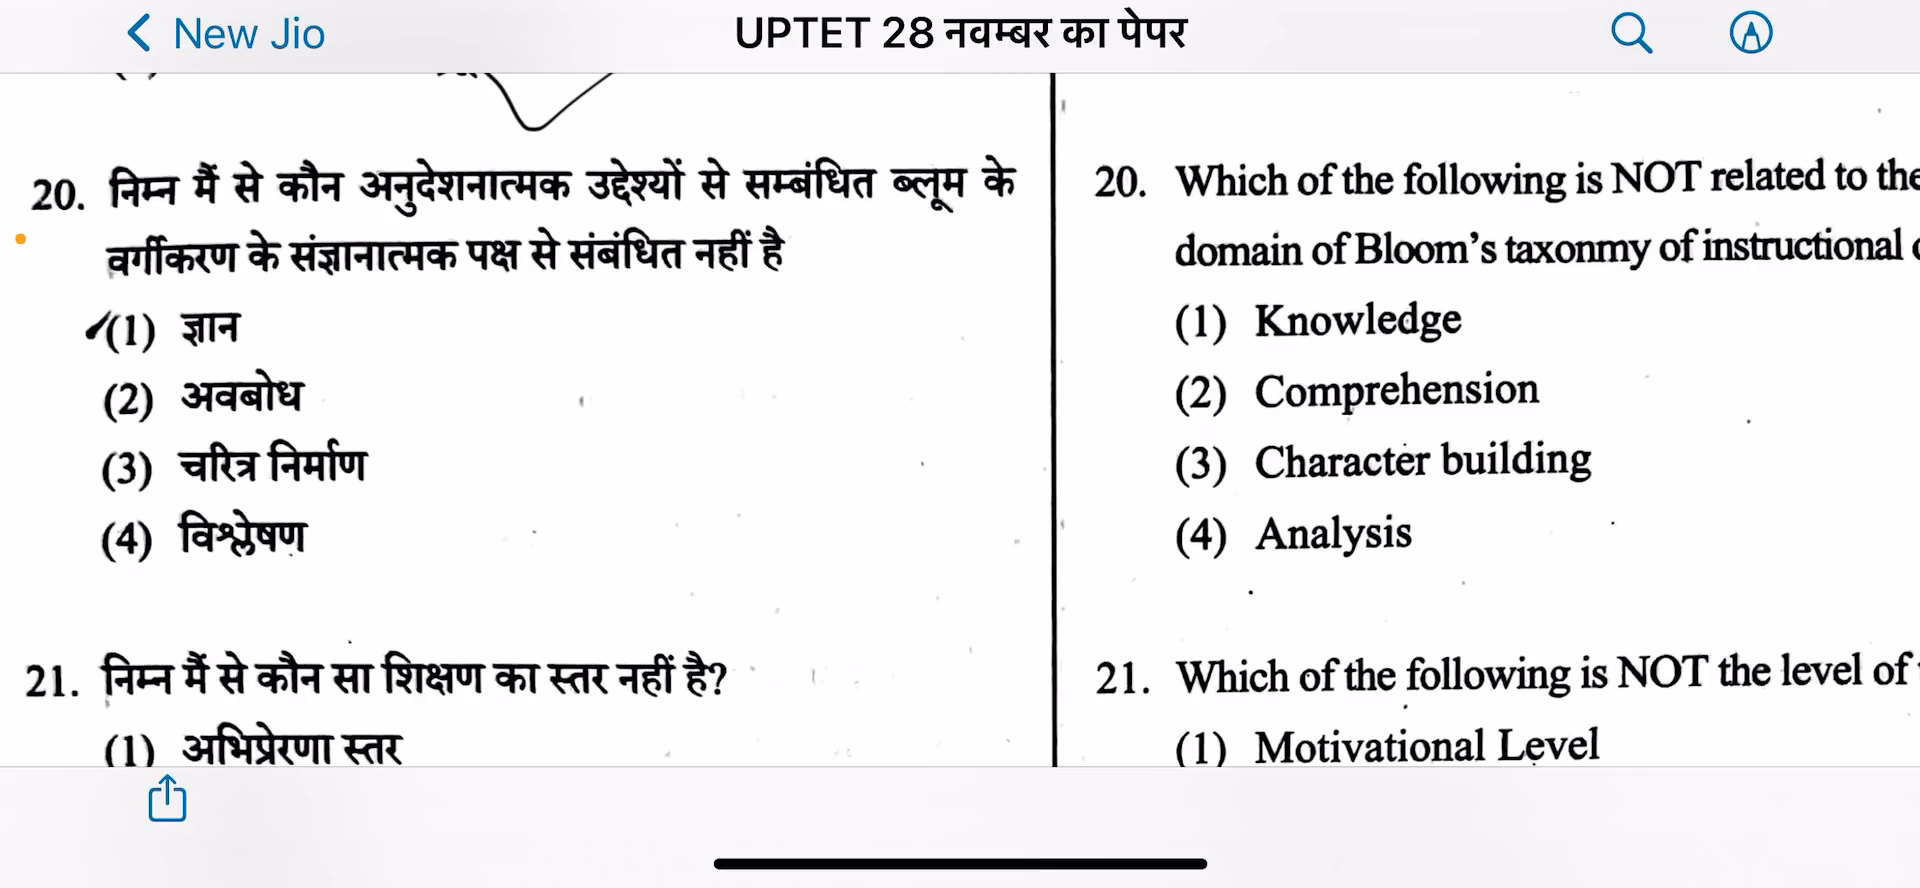 New Jio
UPTET 28 नवम्बर का पेपर
20. निम्न मैं से कौन अनुदेशनात्मक उद्देश्यों से सम्बंधित ब्लूम के
वर्गीकरण के संज्ञानात्मक पक्ष से संबंधित नहीं है
(1) ज्ञान
(2) अवबोध
(3) चरित्र निर्माण
(4) विश्लेषण
21. निम्न मैं से कौन सा शिक्षण का स्तर नहीं है?
(1) अभिप्रेरणा स्तर
20. Which of the following is NOT related to the
domain of Bloom's taxonmy of instructional
(1) Knowledge
(2) Comprehension
(3) Character building
(4) Analysis
21. Which of the following is NOT the level of
(1) Motivational Level